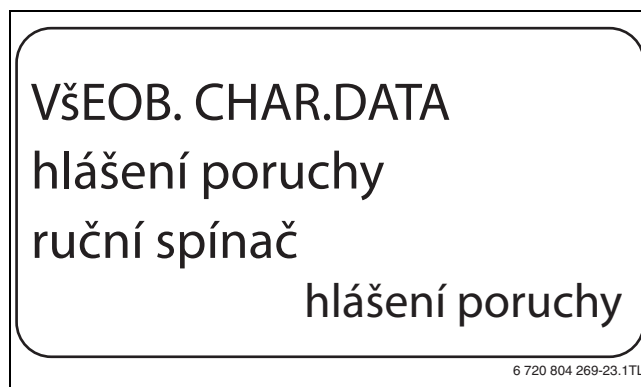 VšEOB. CHAR.DATA
hlášení poruchy
ruční spínač
hlášení poruchy
6 720 804 269-23.1TL